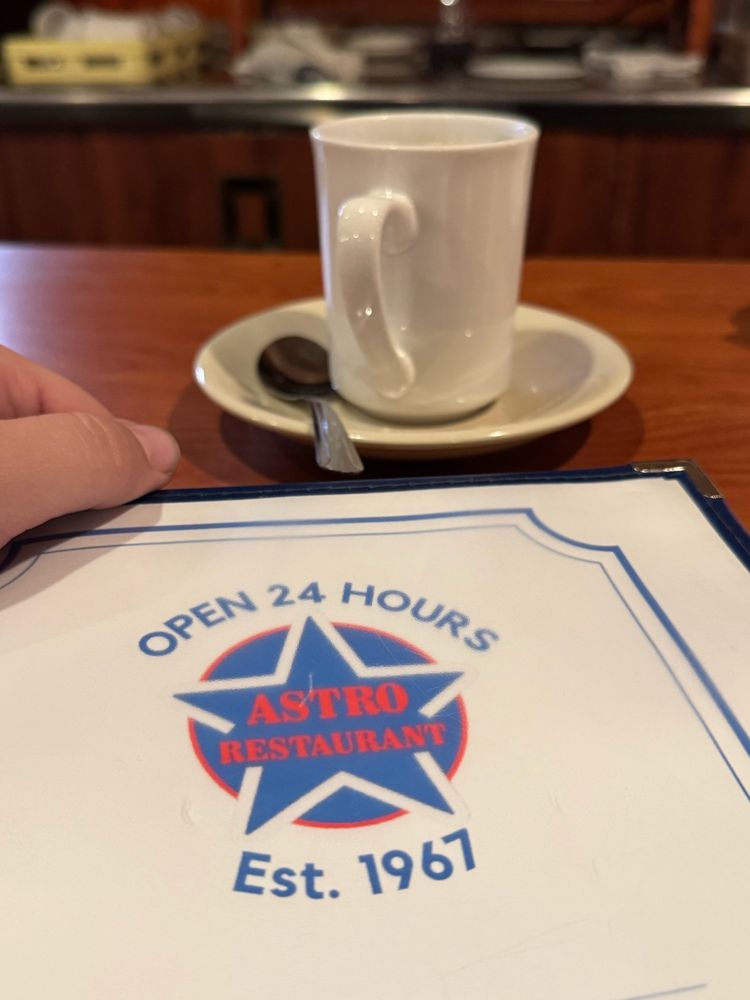 OPEN 24 HOURS
ASTRO
RESTAURANT
Est. 1967